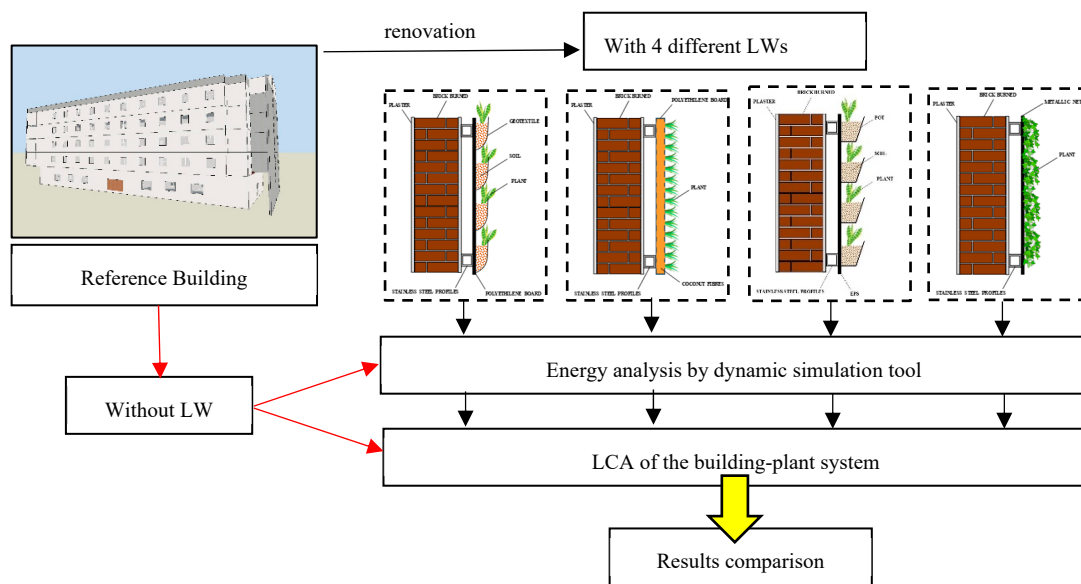 renovation
With 4 different LWs
Reference Building
Without LW
BRICK BURNED
PLASTER
GEOTEXTILE
SOIL
PLANT
STAINLESS STEEL PROFILES
POLYETHYLENE BOARD
BRICK BURNED
POLYETHYLENE BOARD
PLASTER
PLANT
COCONUT FIBRES
STAINLESS STEEL PROFILES
BRICK BURNED
PLASTER
POT
SOIL
PLANT
STAINLESS STEEL PROFILES
EPS
BRICK BURNED
PLASTER
PLANT
STAINLESS STEEL PROFILES
Energy analysis by dynamic simulation tool
LCA of the building-plant system
Results comparison